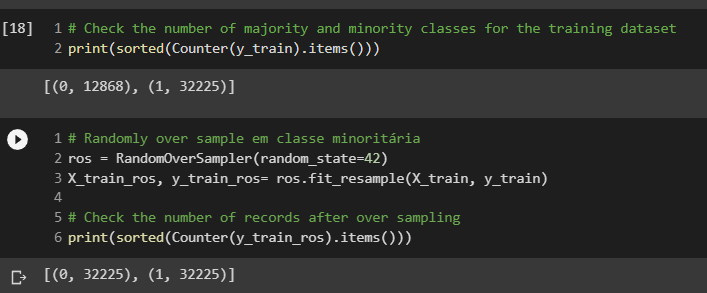 [18] 1 # Check the number of majority and minority classes for the training dataset
2 print(sorted(Counter(y_train).items()))
[(0, 12868), (1, 32225)]
1 # Randomly over sample em classe minoritária
2 ros = RandomOverSampler(random_state=42)
3 X_train_ros, y_train_ros= ros.fit_resample(X_train, y_train)
4
5 # Check the number of records after over sampling
6 print(sorted(Counter(y_train_ros).items()))
[(0, 32225), (1, 32225)]